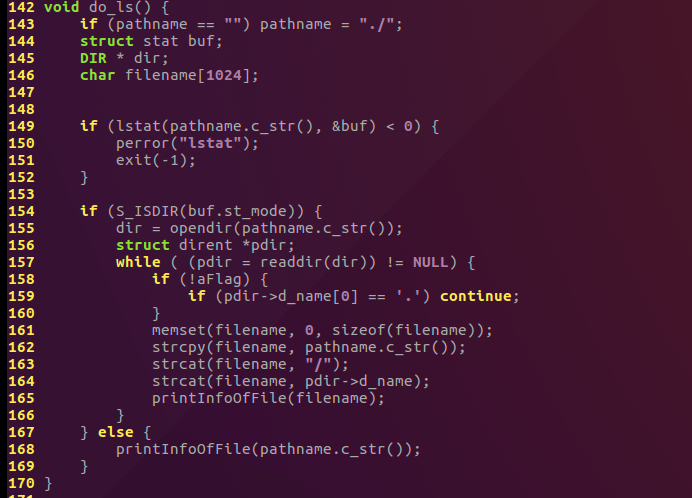 142 void do_ls() {
143     if (pathname == "") pathname = "./";
144     struct stat buf;
145     DIR * dir;
146     char filename[1024];
147
148
149     if (lstat(pathname.c_str(), &buf) < 0) {
150         perror("lstat");
151         exit(-1);
152     }
153
154     if (S_ISDIR(buf.st_mode)) {
155         dir = opendir(pathname.c_str());
156         struct dirent *pdir;
157         while ( (pdir = readdir(dir)) != NULL) {
158             if (!aFlag) {
159                 if (pdir->d_name[0] == '.') continue;
160             }
161             memset(filename, 0, sizeof(filename));
162             strcpy(filename, pathname.c_str());
163             strcat(filename, "/");
164             strcat(filename, pdir->d_name);
165             printInfoOfFile(filename);
166         }
167     } else {
168         printInfoOfFile(pathname.c_str());
169     }
170 }